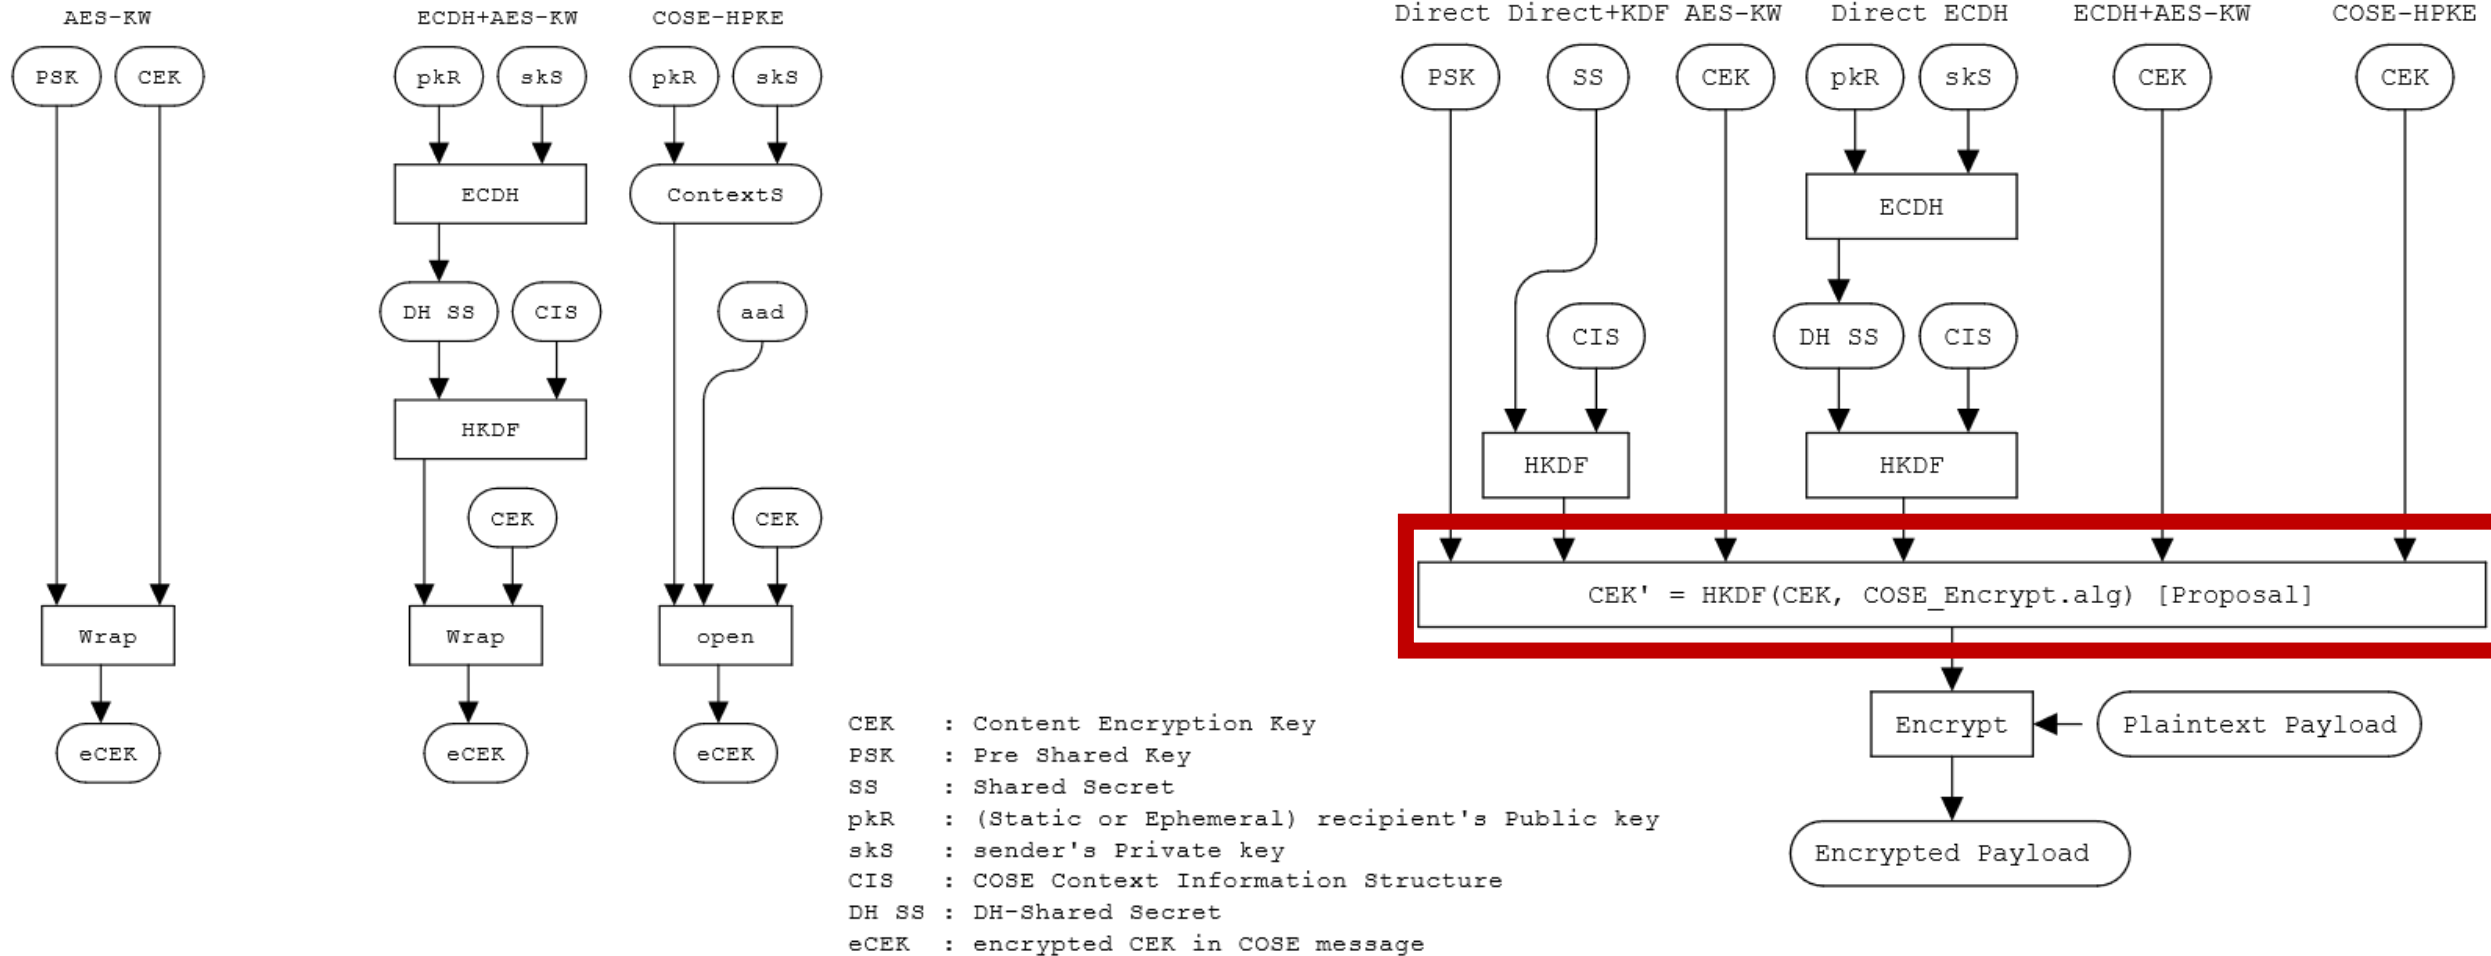 AES-KW
ECDH+AES-KW
COSE-HPKE
PSK
CEK
pkR
skS
pkR
skS
ECDH
ContextS
DH SS
CIS
aad
HKDF
CEK
CEK
Wrap
Wrap
open
eCEK
eCEK
eCEK
CEK : Content Encryption Key
PSK : Pre Shared Key
SS : Shared Secret
pkR : (Static or Ephemeral) recipient's Public key
skS : sender's Private key
CIS : COSE Context Information Structure
DH SS : DH-Shared Secret
eCEK : encrypted CEK in COSE message
Direct
Direct+KDF
AES-KW
Direct ECDH
ECDH+AES-KW
COSE-HPKE
PSK
SS
CEK
pkR
skS
CEK
CEK
ECDH
CIS
DH SS
CIS
HKDF
HKDF
CEK' = HKDF(CEK, COSE_Encrypt.alg) [Proposal]
Encrypt
Plaintext Payload
Encrypted Payload